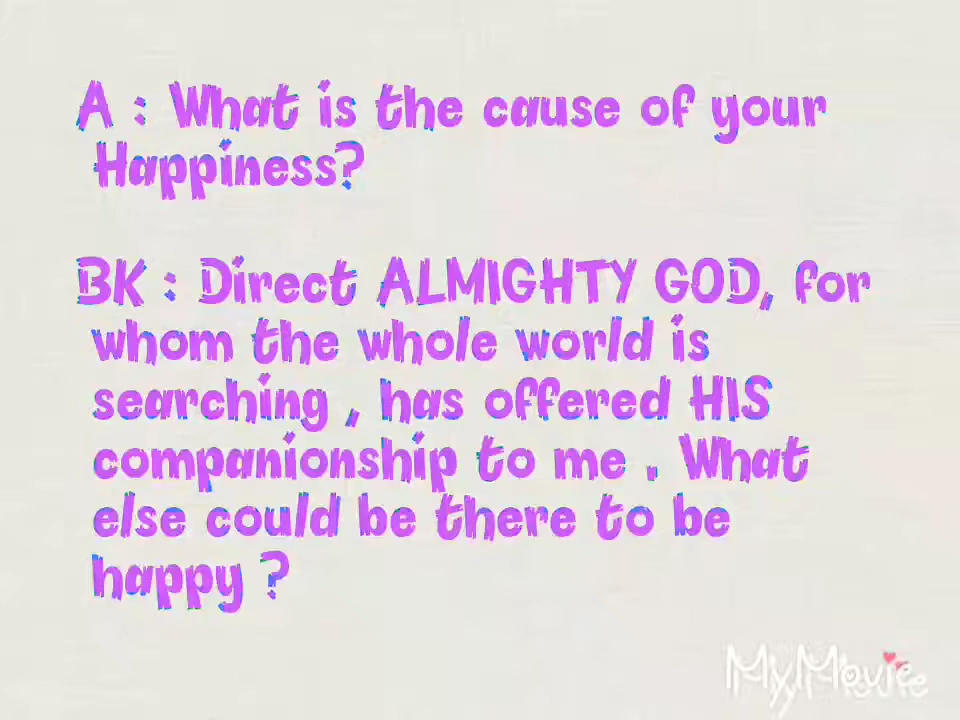 A : What is the cause of your
Happiness?
BK : Direct ALMIGHTY GOD, for
whom the whole world is
searching , has offered HIS
companionship to me . What
else could be there to be
happy ?
MyMovie